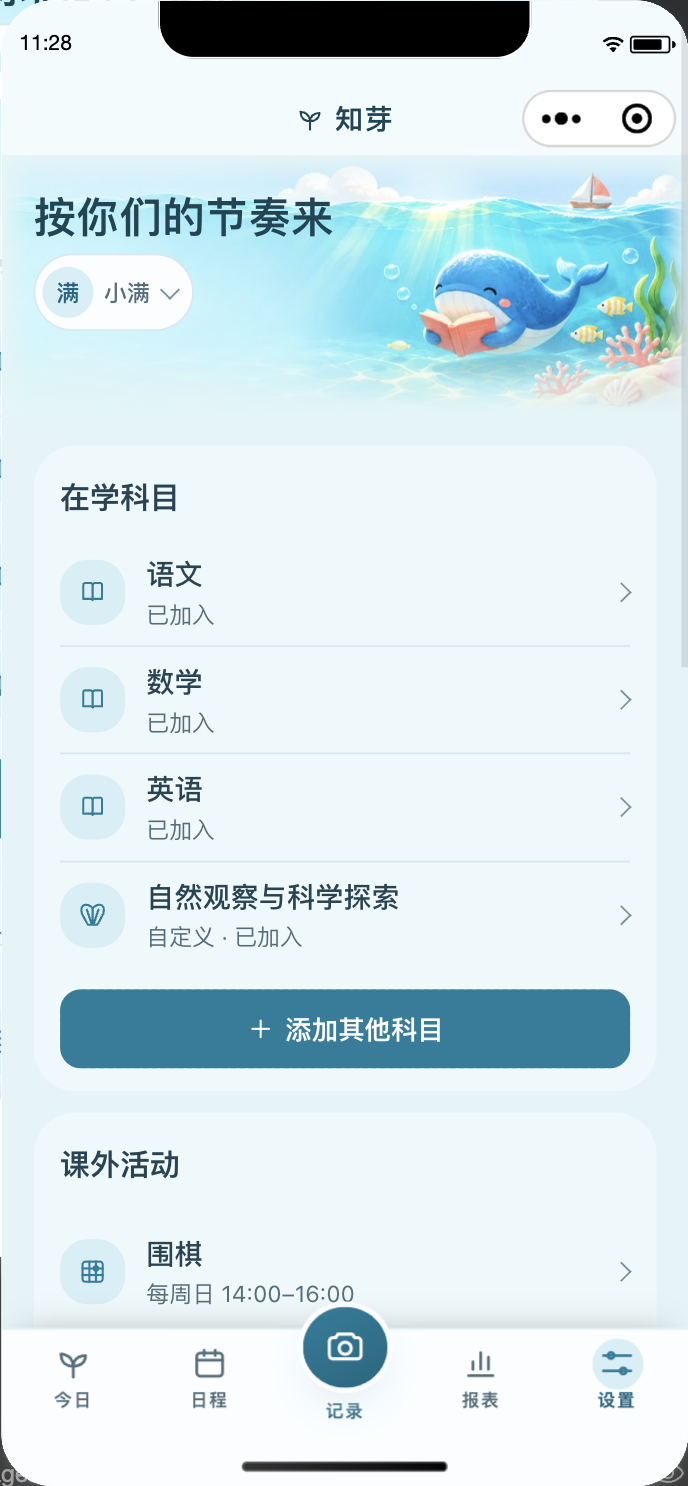 11:28
知芽
按你们的节奏来
满 小满
在学科目
语文
已加入
数学
已加入
英语
已加入
自然观察与科学探索
自定义 · 已加入
+ 添加其他科目
课外活动
围棋
每周日 14:00–16:00
今日 日程 记录 报表 设置